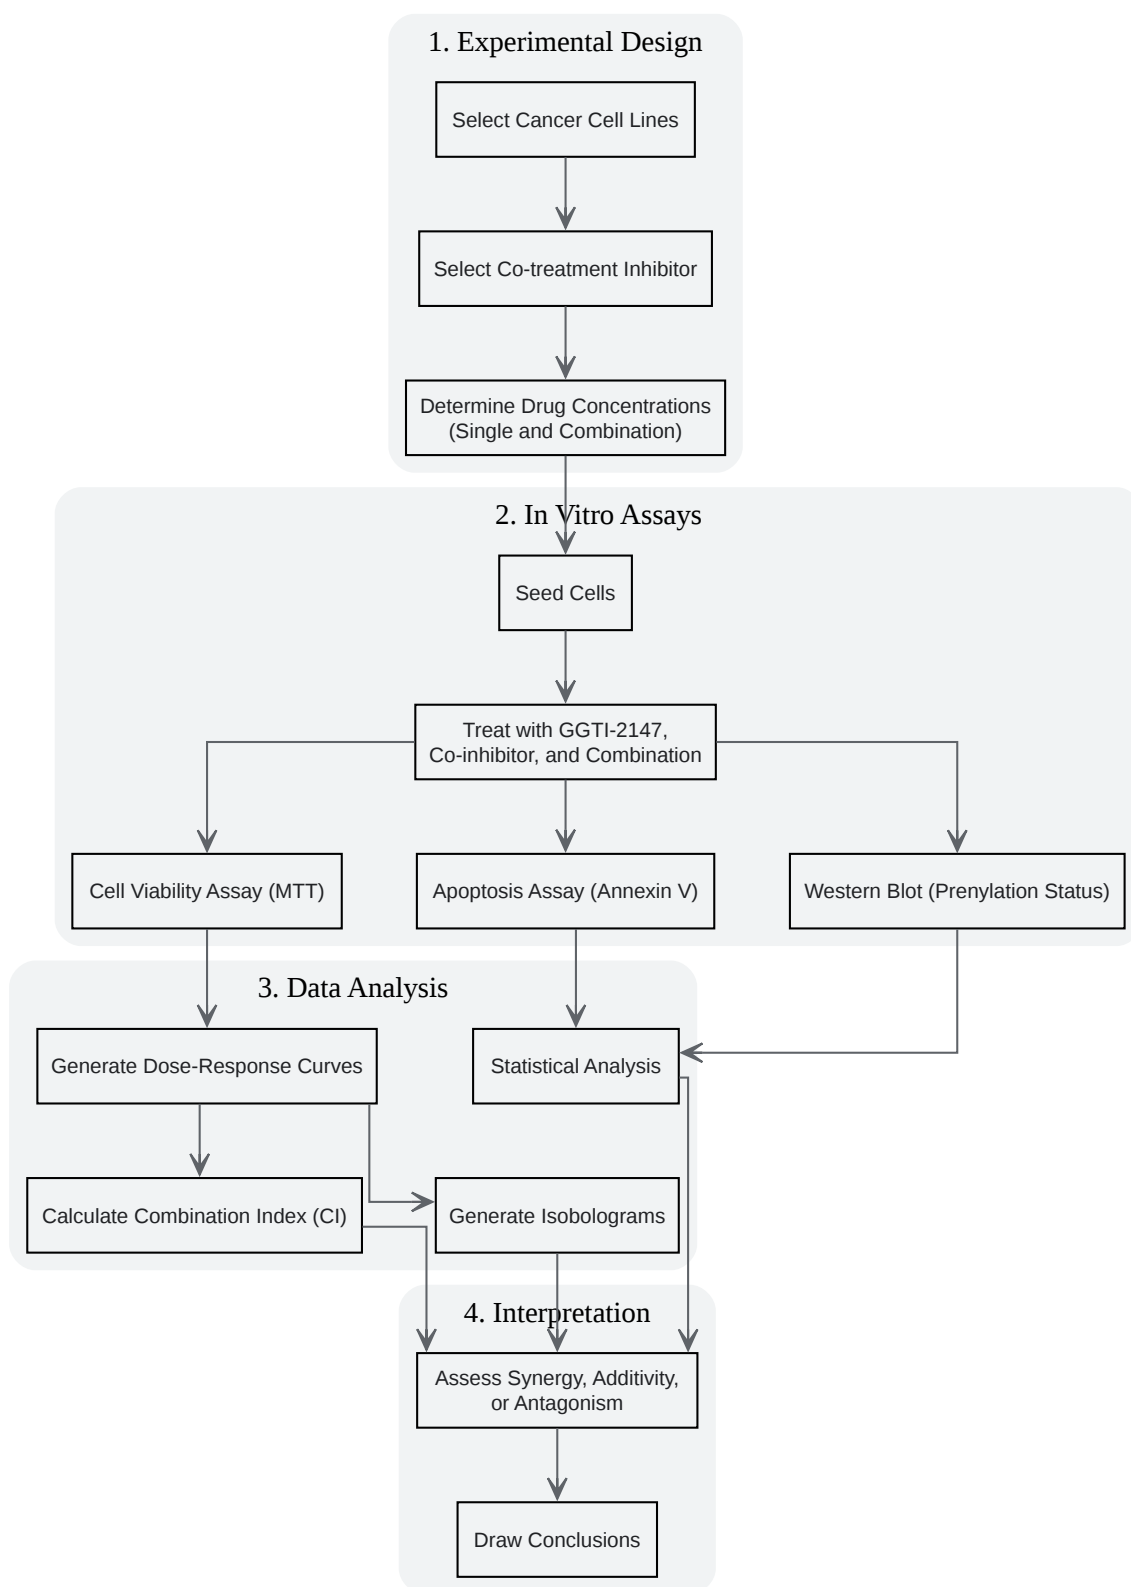 1. Experimental Design
Select Cancer Cell Lines
Select Co-treatment Inhibitor
Determine Drug Concentrations
(Single and Combination)
2. In Vitro Assays
Seed Cells
Treat with GGTI-2147,
Co-inhibitor, and Combination
Cell Viability Assay (MTT)
Apoptosis Assay (Annexin V)
Western Blot (Prenylation Status)
3. Data Analysis
Generate Dose-Response Curves
Statistical Analysis
Calculate Combination Index (CI)
Generate Isobolograms
4. Interpretation
Assess Synergy, Additivity,
or Antagonism
Draw Conclusions